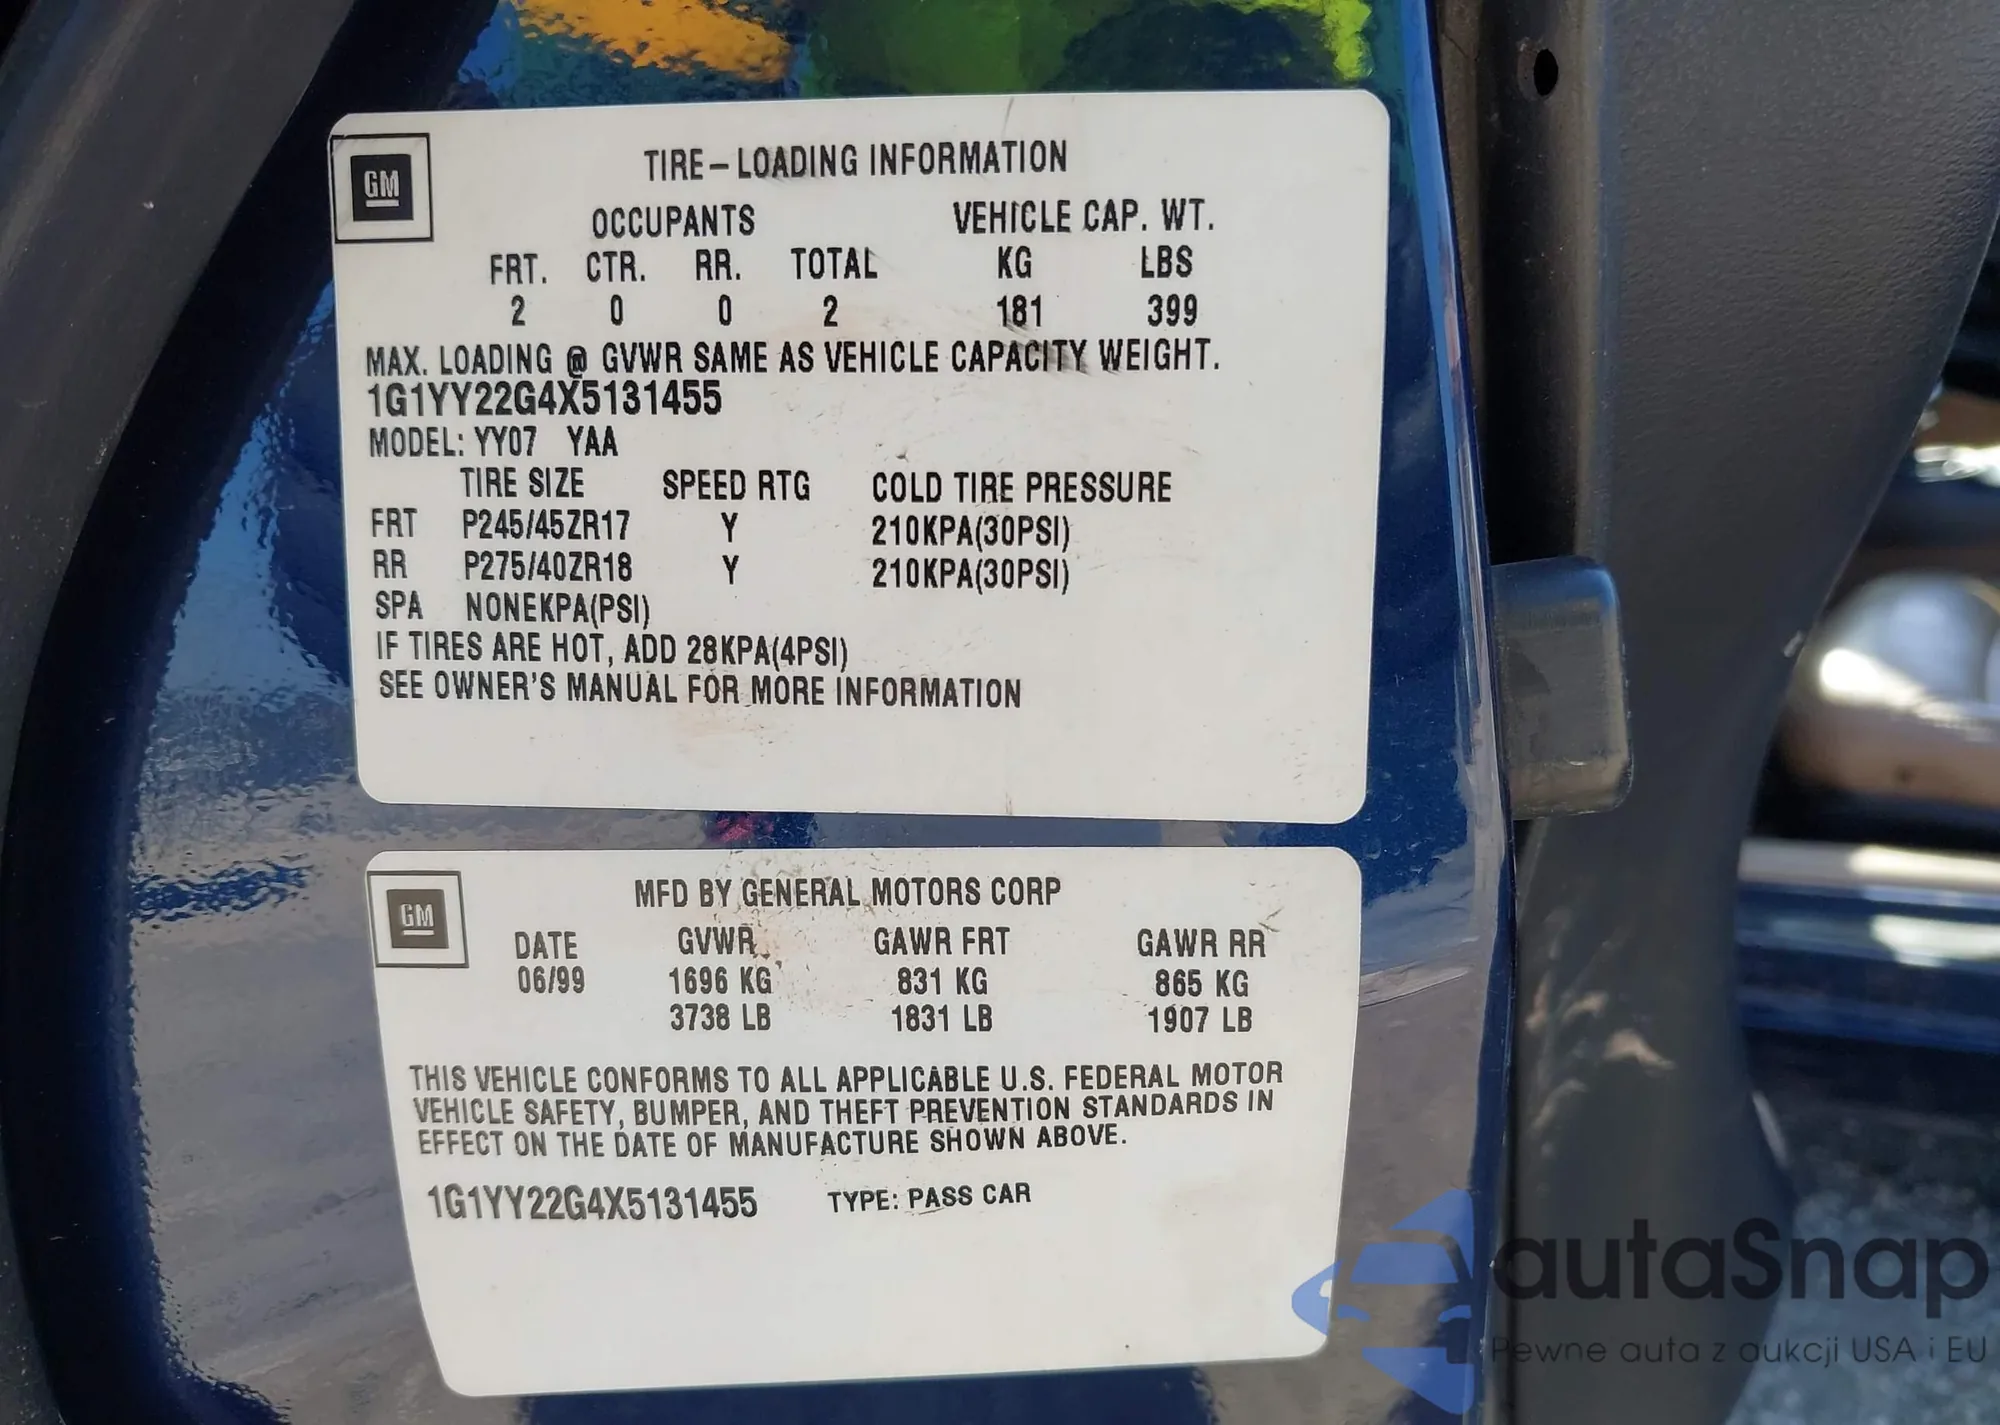 GM
TIRE-LOADING INFORMATION
OCCUPANTS VEHICLE CAP. WT.
FRT. CTR. RR. TOTAL KG LBS
2 0 0 2 181 399
MAX. LOADING @ GVWR SAME AS VEHICLE CAPACITY WEIGHT.
1G1YY22G4X5131455
MODEL: YY07 YAA
TIRE SIZE SPEED RTG COLD TIRE PRESSURE
FRT P245/45ZR17 Y 210KPA(30PSI)
RR P275/40ZR18 Y 210KPA(30PSI)
SPA NONEKPA(PSI)
IF TIRES ARE HOT, ADD 28KPA(4PSI)
SEE OWNER'S MANUAL FOR MORE INFORMATION
GM
MFD BY GENERAL MOTORS CORP
DATE GVWR GAWR FRT GAWR RR
06/99 1696 KG 831 KG 865 KG
3738 LB 1831 LB 1907 LB
THIS VEHICLE CONFORMS TO ALL APPLICABLE U.S. FEDERAL MOTOR
VEHICLE SAFETY, BUMPER, AND THEFT PREVENTION STANDARDS IN
EFFECT ON THE DATE OF MANUFACTURE SHOWN ABOVE.
1G1YY22G4X5131455 TYPE: PASS CAR
autaSnap
Pewne auta z aukcji USA i EU